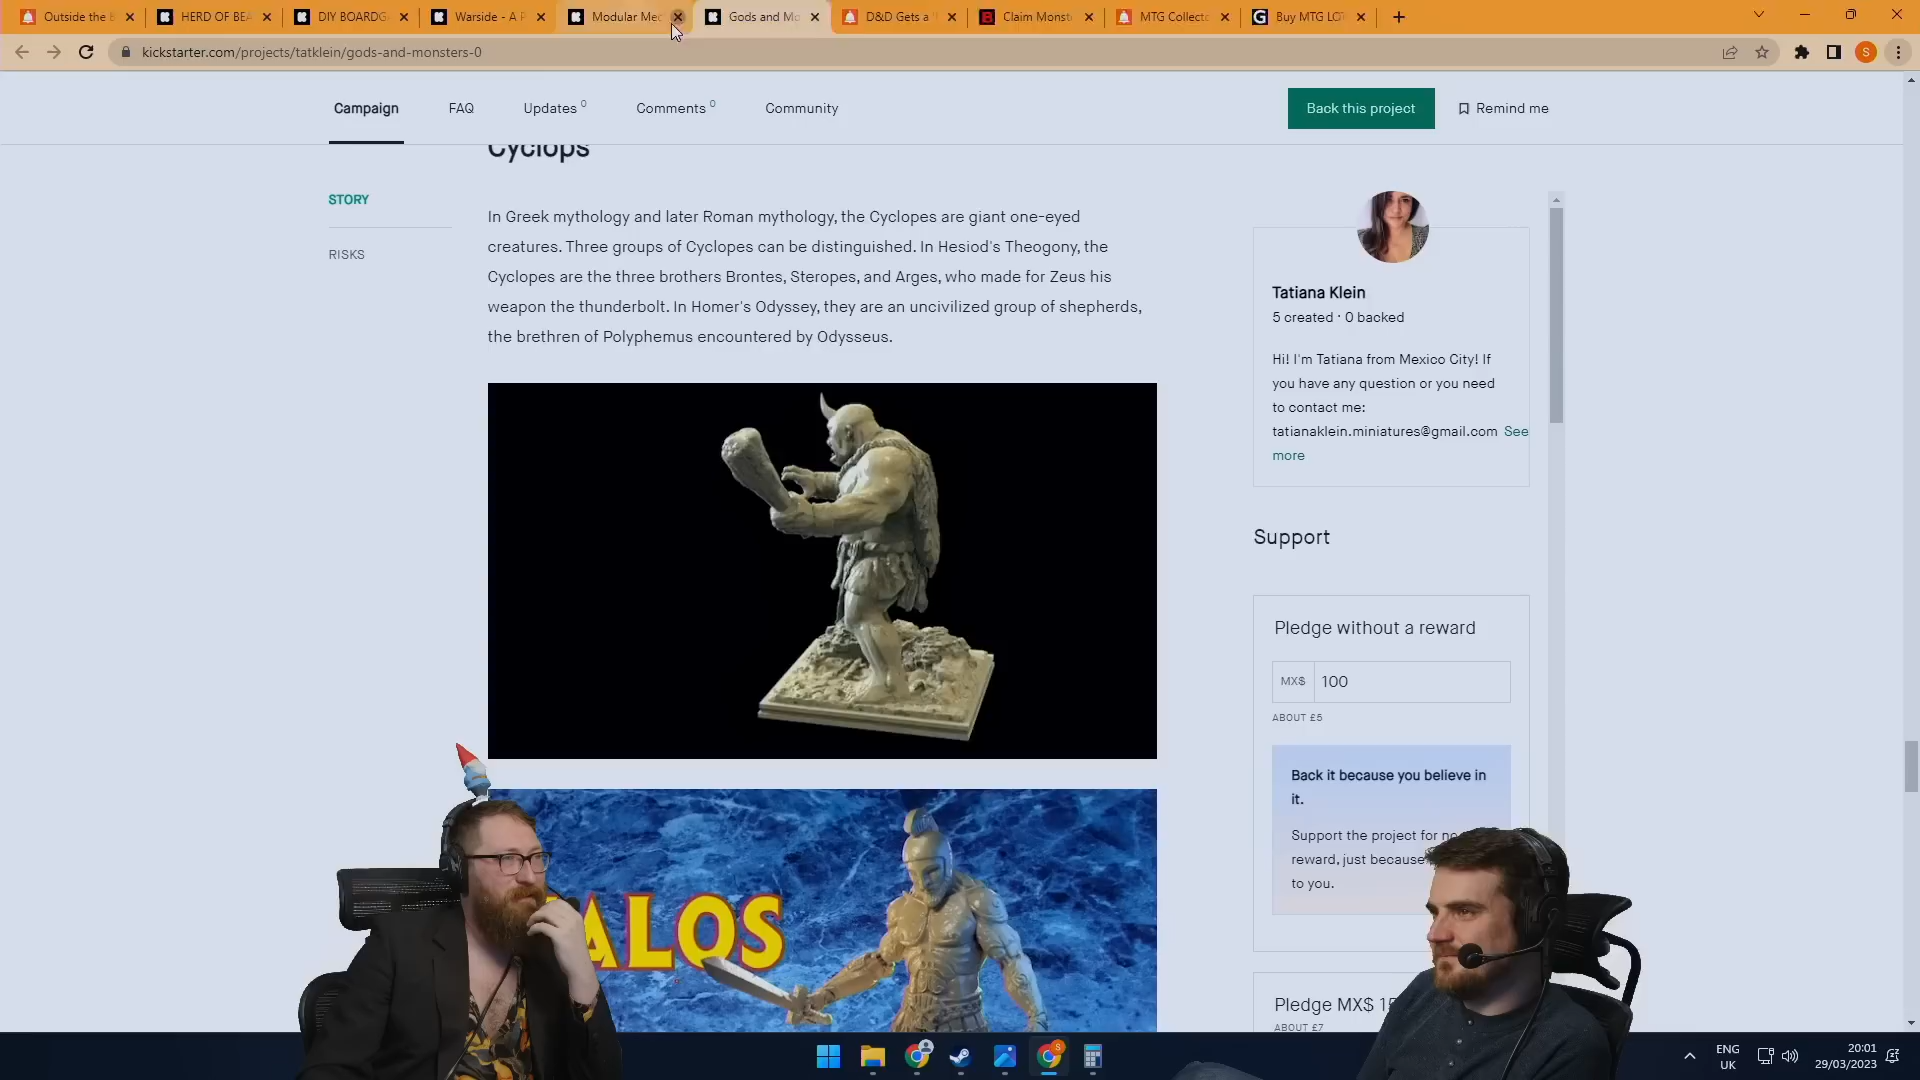 Outside the B
HERD OF BEA
DIY BOARDG
Warside - A P
Modular Med
Gods and Mo
D&D Gets a
Claim Monst
MTG Collect
Buy MTG LOT
kickstarter.com/projects/tatklein/gods-and-monsters-0
S
Campaign
FAQ
Updates 0
Comments 0
Community
Back this project
Remind me
Cyclops
STORY
RISKS
In Greek mythology and later Roman mythology, the Cyclopes are giant one-eyed
creatures. Three groups of Cyclopes can be distinguished. In Hesiod's Theogony, the
Cyclopes are the three brothers Brontes, Steropes, and Arges, who made for Zeus his
weapon the thunderbolt. In Homer's Odyssey, they are an uncivilized group of shepherds,
the brethren of Polyphemus encountered by Odysseus.
Tatiana Klein
5 created · 0 backed
Hi! I'm Tatiana from Mexico City! If
you have any question or you need
to contact me:
tatianaklein.miniatures@gmail.com See
more
Support
Pledge without a reward
MX$ 100
ABOUT £5
Back it because you believe in
it.
Support the project for no
reward, just because
to you.
ALOS
Pledge MX$ 15
ABOUT £7
ENG
UK
20:01
29/03/2023